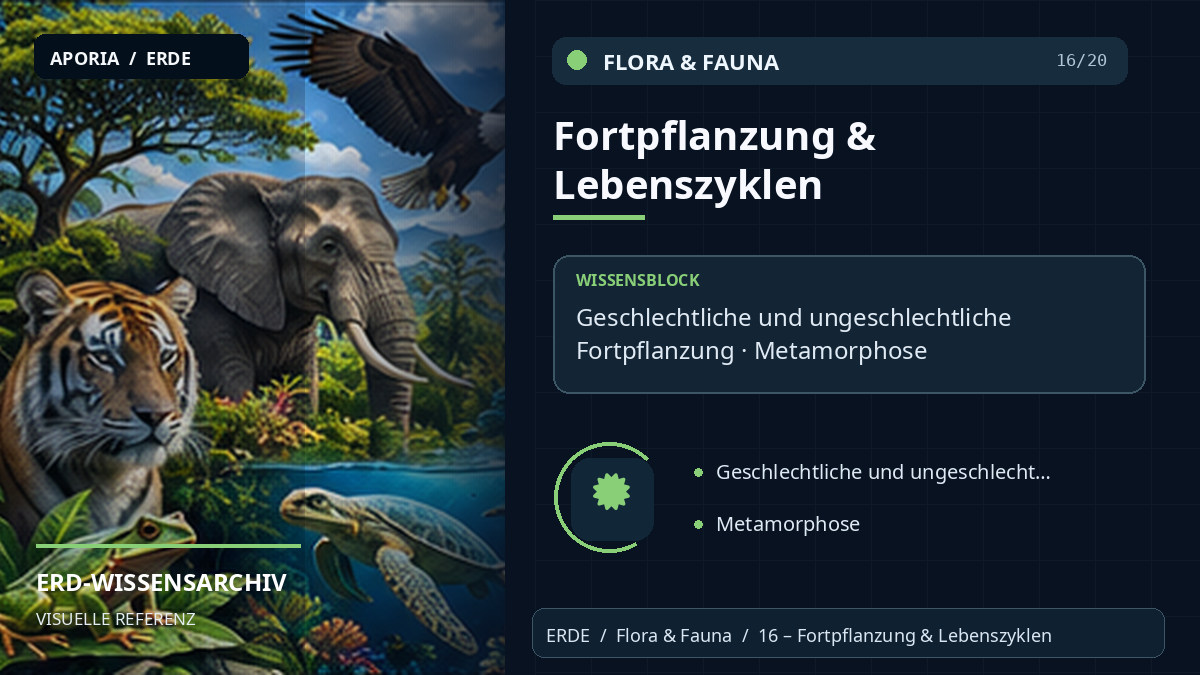 APORIA / ERDE
ERD-WISSENSARCHIV
VISUELLE REFERENZ
FLORA & FAUNA
16/20
Fortpflanzung &
Lebenszyklen
WISSENSBLOCK
Geschlechtliche und ungeschlechtliche
Fortpflanzung · Metamorphose
Geschlechtliche und ungeschlecht…
Metamorphose
ERDE / Flora & Fauna / 16 – Fortpflanzung & Lebenszyklen